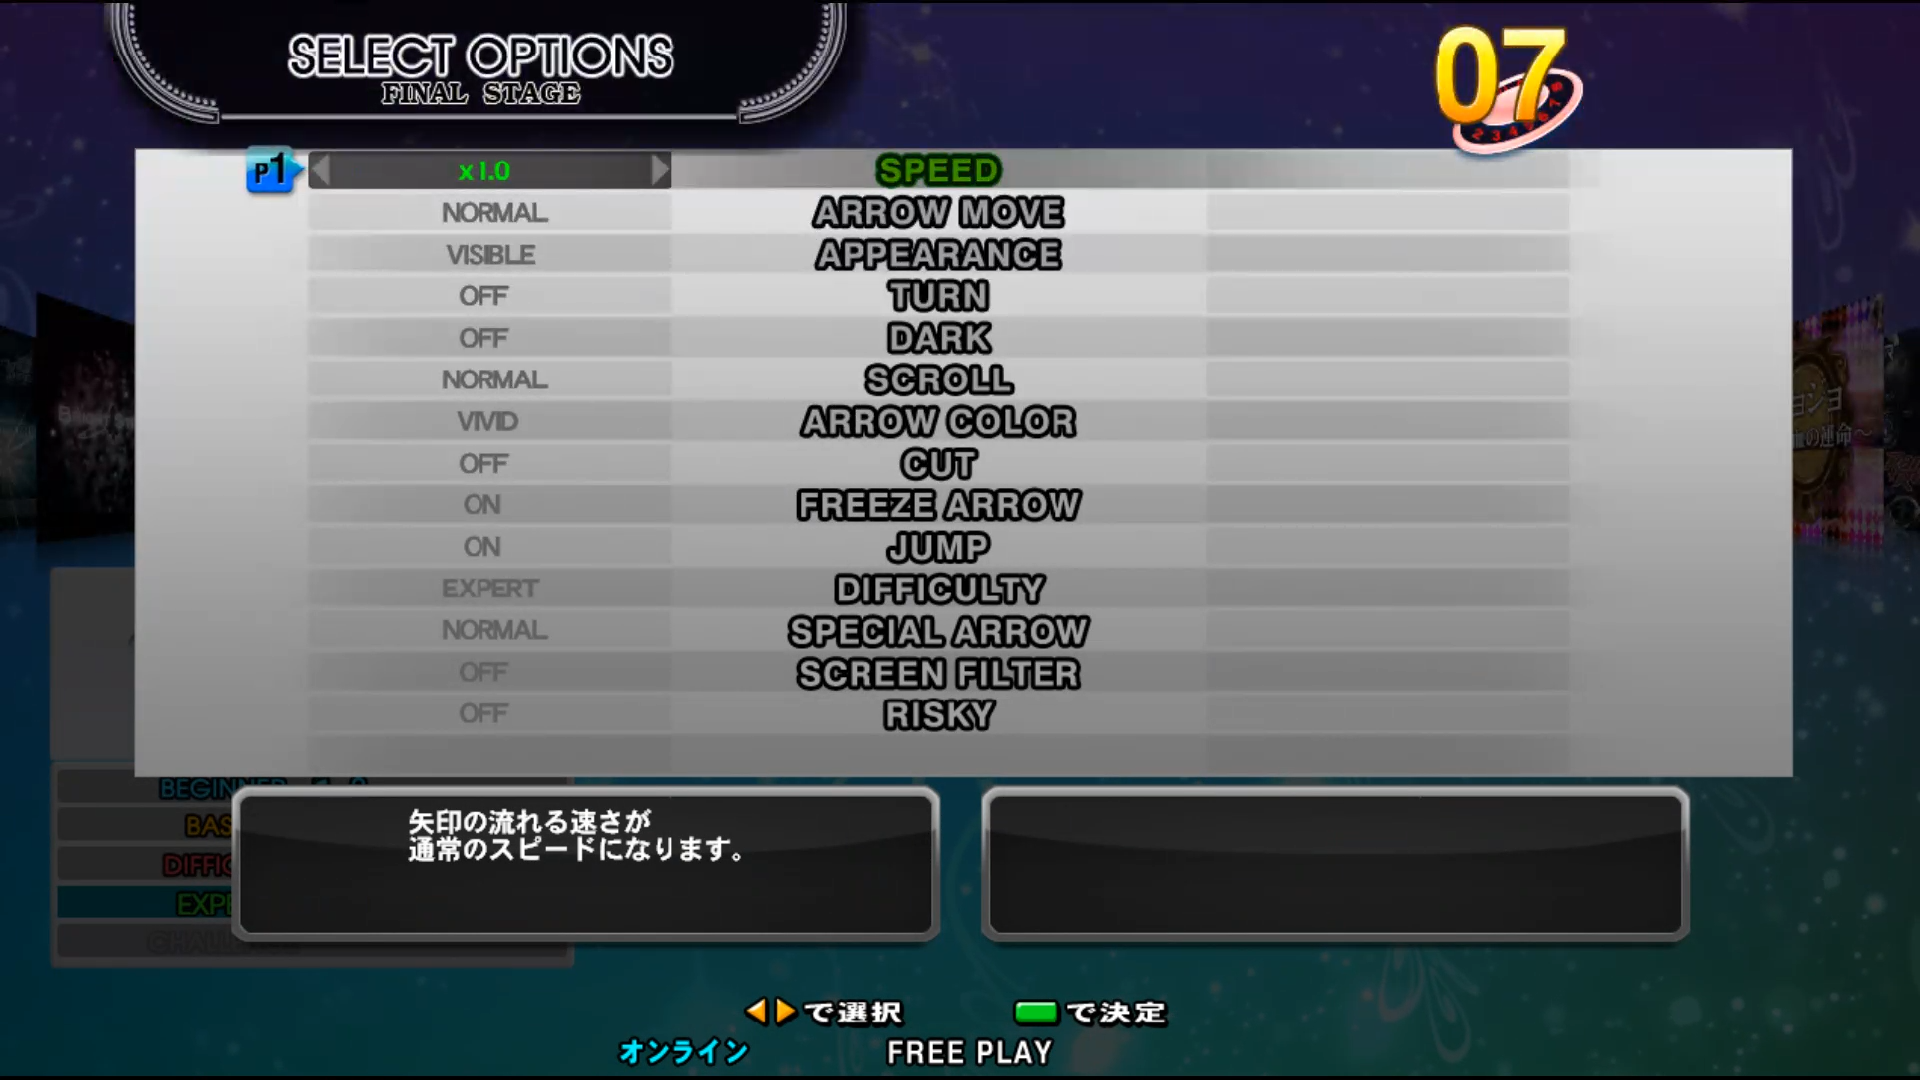 SELECT OPTIONS
FINAL STAGE
07
P1
x1.0 SPEED
NORMAL ARROW MOVE
VISIBLE APPEARANCE
OFF TURN
OFF DARK
NORMAL SCROLL
VIVID ARROW COLOR
OFF CUT
ON FREEZE ARROW
ON JUMP
EXPERT DIFFICULTY
NORMAL SPECIAL ARROW
OFF SCREEN FILTER
OFF RISKY
矢印の流れる速さが
通常のスピードになります。
で選択 で決定
オンライン FREE PLAY